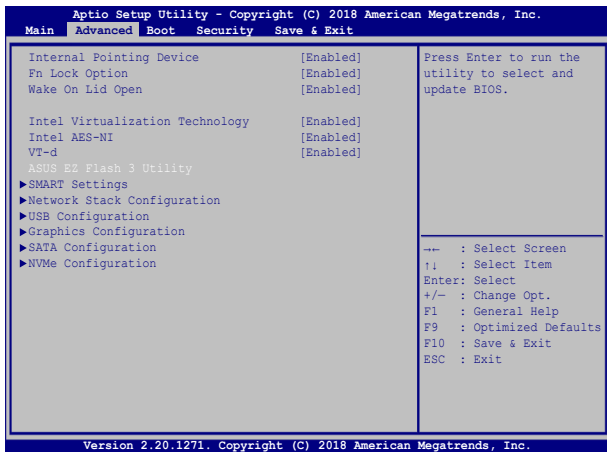 Aptio Setup Utility - Copyright (C) 2018 American Megatrends, Inc.
Main Advanced Boot Security Save & Exit
Internal Pointing Device [Enabled]
Fn Lock Option [Enabled]
Wake On Lid Open [Enabled]
Intel Virtualization Technology [Enabled]
Intel AES-NI [Enabled]
VT-d [Enabled]
ASUS EZ Flash 3 Utility
▶SMART Settings
▶Network Stack Configuration
▶USB Configuration
▶Graphics Configuration
▶SATA Configuration
▶NVMe Configuration
Press Enter to run the
utility to select and
update BIOS.
→← : Select Screen
↑↓ : Select Item
Enter: Select
+/— : Change Opt.
F1 : General Help
F9 : Optimized Defaults
F10 : Save & Exit
ESC : Exit
Version 2.20.1271. Copyright (C) 2018 American Megatrends, Inc.